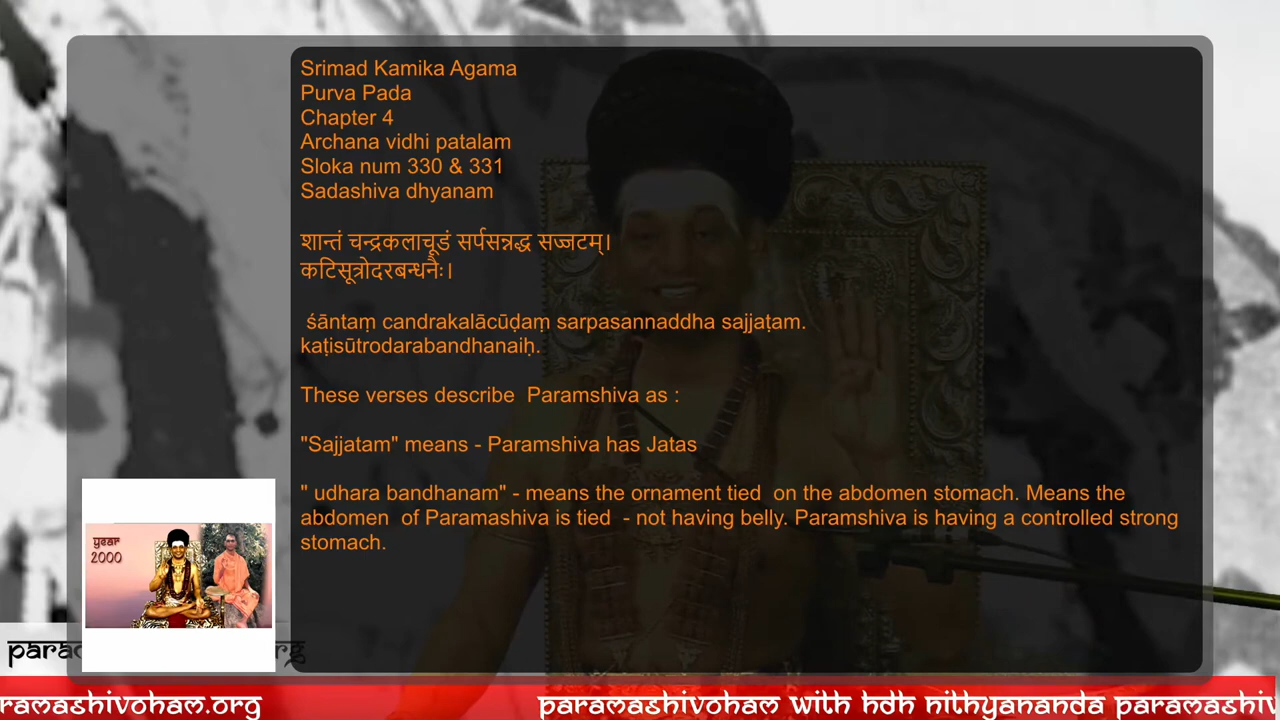 Srimad Kamika Agama
Purva Pada
Chapter 4
Archana vidhi patalam
Sloka num 330 & 331
Sadashiva dhyanam
शान्तं चन्द्रकलाचूडं सर्पसन्नद्ध सज्जटम्।
कटिसूत्रोदरबन्धनैः।
śāntaṃ candrakalācūḍaṃ sarpasannaddha sajjaṭam.
kaṭisūtrodarabandhanaiḥ.
These verses describe  Paramshiva as :
"Sajjatam" means - Paramshiva has Jatas
" udhara bandhanam" - means the ornament tied  on the abdomen stomach. Means the
abdomen  of Paramashiva is tied  - not having belly. Paramshiva is having a controlled strong
stomach.
year
2000
ramashivoham.org
paramashivoham with HDH Nithyananda paramashiv